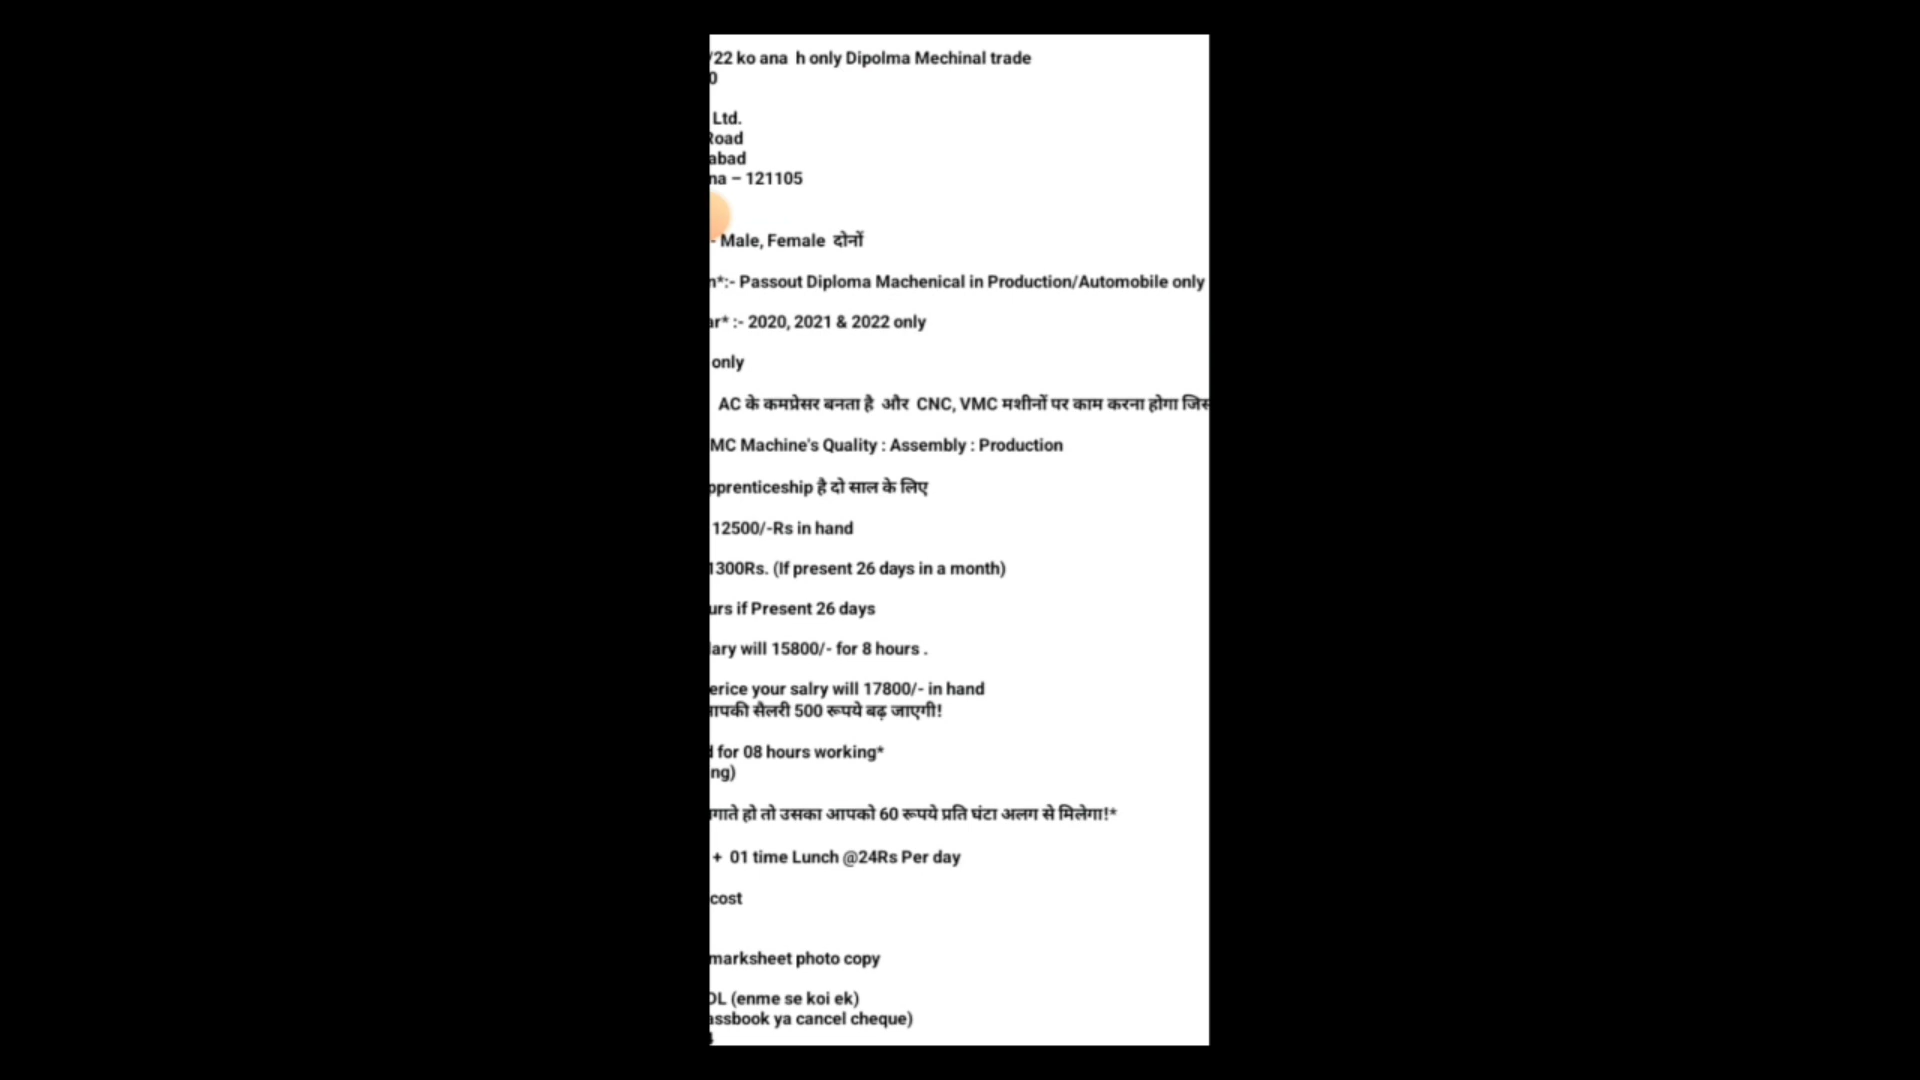 /22 ko ana h only Dipolma Mechinal trade
0
Ltd.
Road
abad
na – 121105
- Male, Female दोनों
n*:- Passout Diploma Machenical in Production/Automobile only
ar* :- 2020, 2021 & 2022 only
only
AC के कमप्रेसर बनता है और CNC, VMC मशीनों पर काम करना होगा जिस
MC Machine's Quality : Assembly : Production
pprenticeship है दो साल के लिए
12500/-Rs in hand
1300Rs. (If present 26 days in a month)
urs if Present 26 days
lary will 15800/- for 8 hours .
erice your salry will 17800/- in hand
आपकी सैलरी 500 रूपये बढ़ जाएगी!
d for 08 hours working*
ng)
गाते हो तो उसका आपको 60 रूपये प्रति घंटा अलग से मिलेगा!*
+ 01 time Lunch @24Rs Per day
cost
marksheet photo copy
DL (enme se koi ek)
assbook ya cancel cheque)